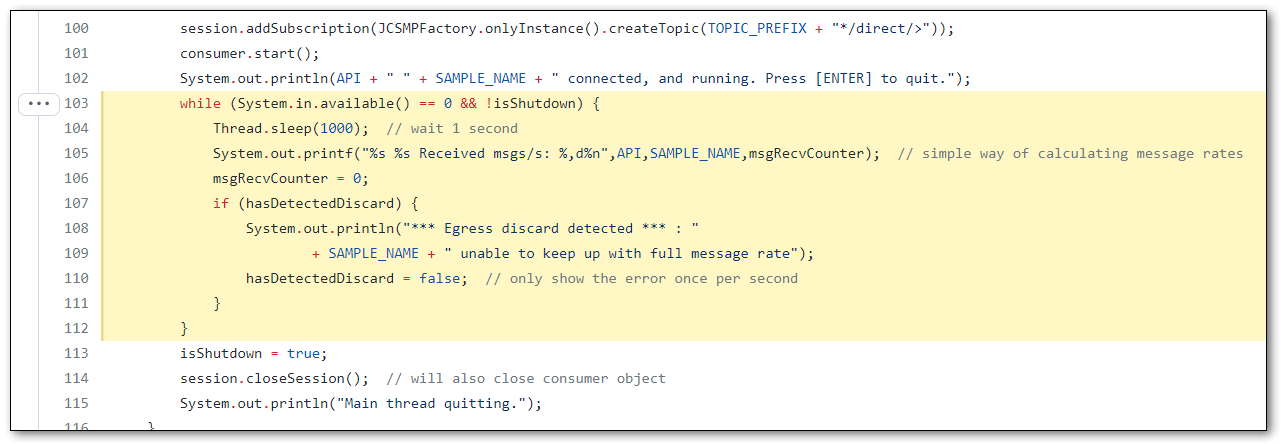 100 session.addSubscription(JCSMPFactory.onlyInstance().createTopic(TOPIC_PREFIX + "*/direct/>"));
101 consumer.start();
102 System.out.println(API + " " + SAMPLE_NAME + " connected, and running. Press [ENTER] to quit.");
103 while (System.in.available() == 0 && !isShutdown) {
104 Thread.sleep(1000);  // wait 1 second
105 System.out.printf("%s %s Received msgs/s: %,d%n",API,SAMPLE_NAME,msgRecvCounter);  // simple way of calculating message rates
106 msgRecvCounter = 0;
107 if (hasDetectedDiscard) {
108 System.out.println("*** Egress discard detected *** : "
109 + SAMPLE_NAME + " unable to keep up with full message rate");
110 hasDetectedDiscard = false;  // only show the error once per second
111 }
112 }
113 isShutdown = true;
114 session.closeSession();  // will also close consumer object
115 System.out.println("Main thread quitting.");
116 }